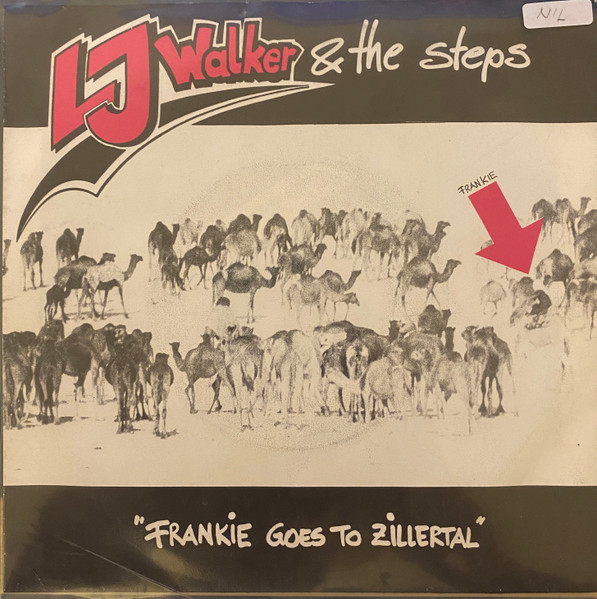 NIL
LJ Walker & the steps
FRANKIE
"FRANKIE GOES TO ZILLERTAL"